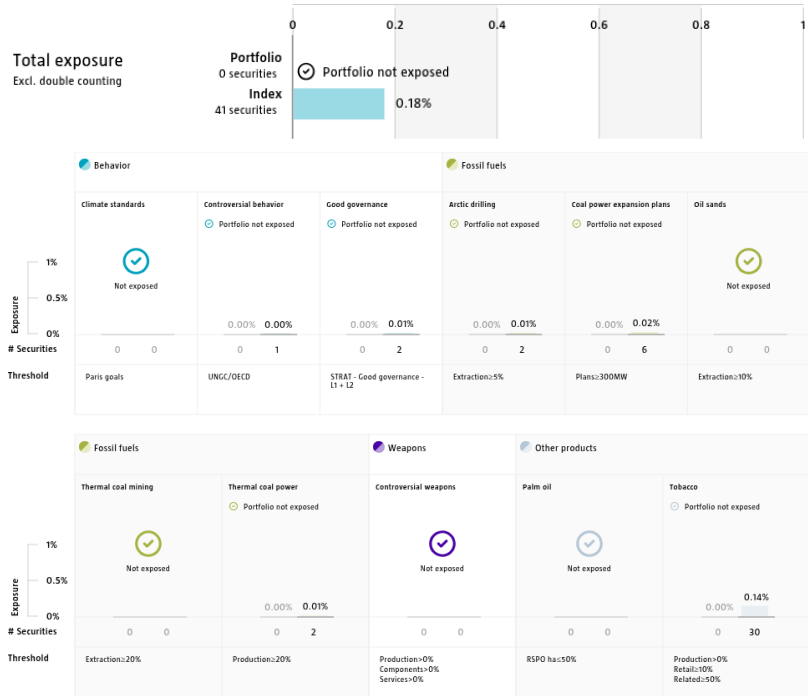 0 0.2 0.4 0.6 0.8 1
Total exposure
Excl. double counting
Portfolio
0 securities
Portfolio not exposed
Index
41 securities
0.18%
Behavior
Fossil fuels
Climate standards
Controversial behavior
Good governance
Arctic drilling
Coal power expansion plans
Oil sands
Portfolio not exposed
Portfolio not exposed
Portfolio not exposed
Portfolio not exposed
Not exposed
Not exposed
Exposure
1%
0.5%
0%
0.00% 0.00%
0.00% 0.01%
0.00% 0.01%
0.00% 0.02%
# Securities
0 0
0 1
0 2
0 2
0 6
0 0
Threshold
Paris goals
UNGC/OECD
STRAT - Good governance -
L1 + L2
Extraction≥5%
Plans≥300MW
Extraction≥10%
Fossil fuels
Weapons
Other products
Thermal coal mining
Thermal coal power
Controversial weapons
Palm oil
Tobacco
Portfolio not exposed
Portfolio not exposed
Not exposed
Not exposed
Not exposed
Exposure
1%
0.5%
0%
0.00% 0.01%
0.00% 0.14%
# Securities
0 0
0 2
0 0
0 0
0 30
Threshold
Extraction≥20%
Production≥20%
Production>0%
Components>0%
Services>0%
RSPO ha≤50%
Production>0%
Retail≥10%
Related≥50%